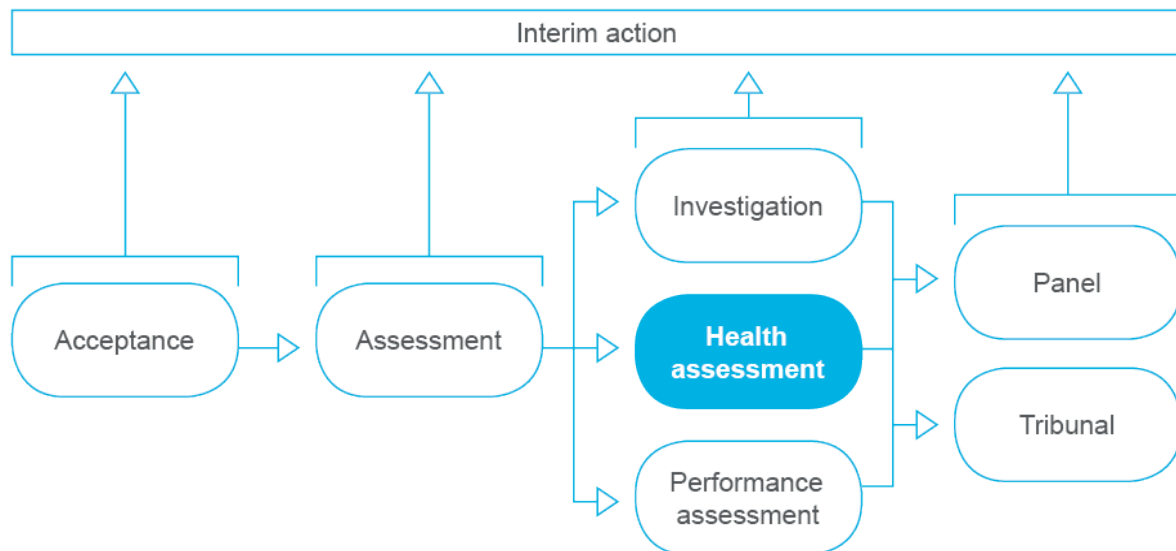 Interim action
Acceptance
Assessment
Investigation
Health
assessment
Performance
assessment
Panel
Tribunal